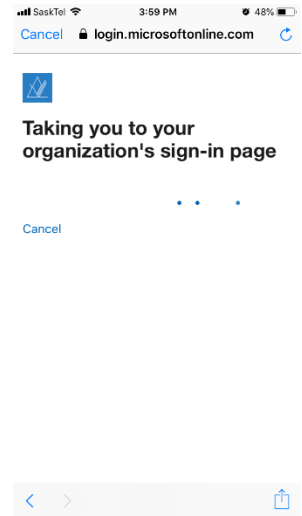 SaskTel 3:59 PM 48%
Cancel login.microsoftonline.com
Taking you to your
organization's sign-in page
Cancel